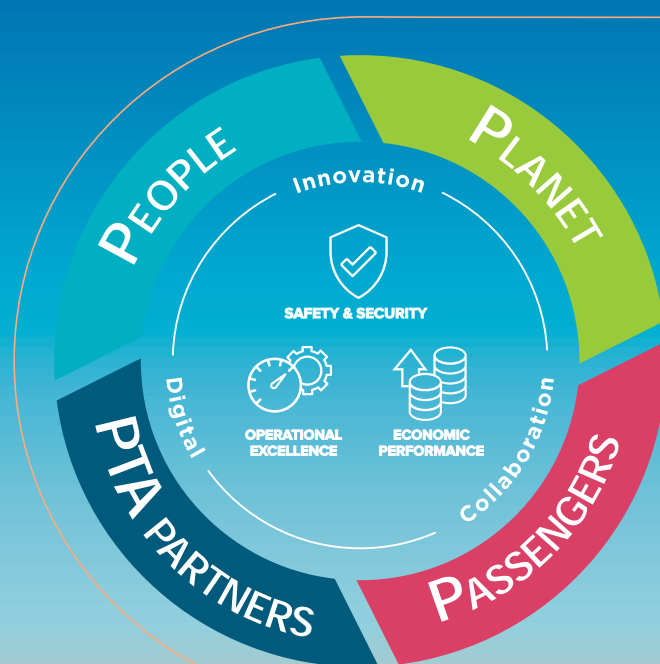 PEOPLE
PLANET
Innovation
SAFETY & SECURITY
OPERATIONAL
EXCELLENCE
ECONOMIC
PERFORMANCE
Digital
Collaboration
PTA PARTNERS
PASSENGERS